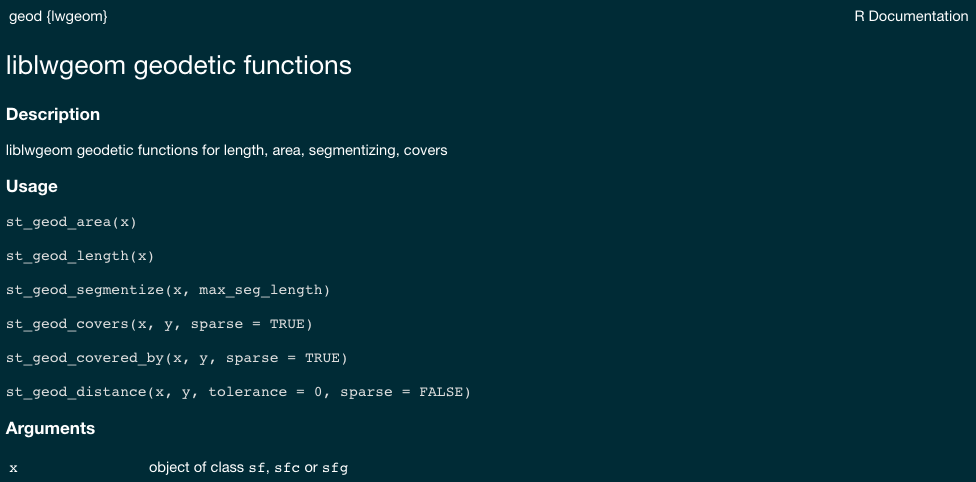 geod {lwgeom} R Documentation
liblwgeom geodetic functions
Description
liblwgeom geodetic functions for length, area, segmentizing, covers
Usage
st_geod_area(x)
st_geod_length(x)
st_geod_segmentize(x, max_seg_length)
st_geod_covers(x, y, sparse = TRUE)
st_geod_covered_by(x, y, sparse = TRUE)
st_geod_distance(x, y, tolerance = 0, sparse = FALSE)
Arguments
x object of class sf, sfc or sfg